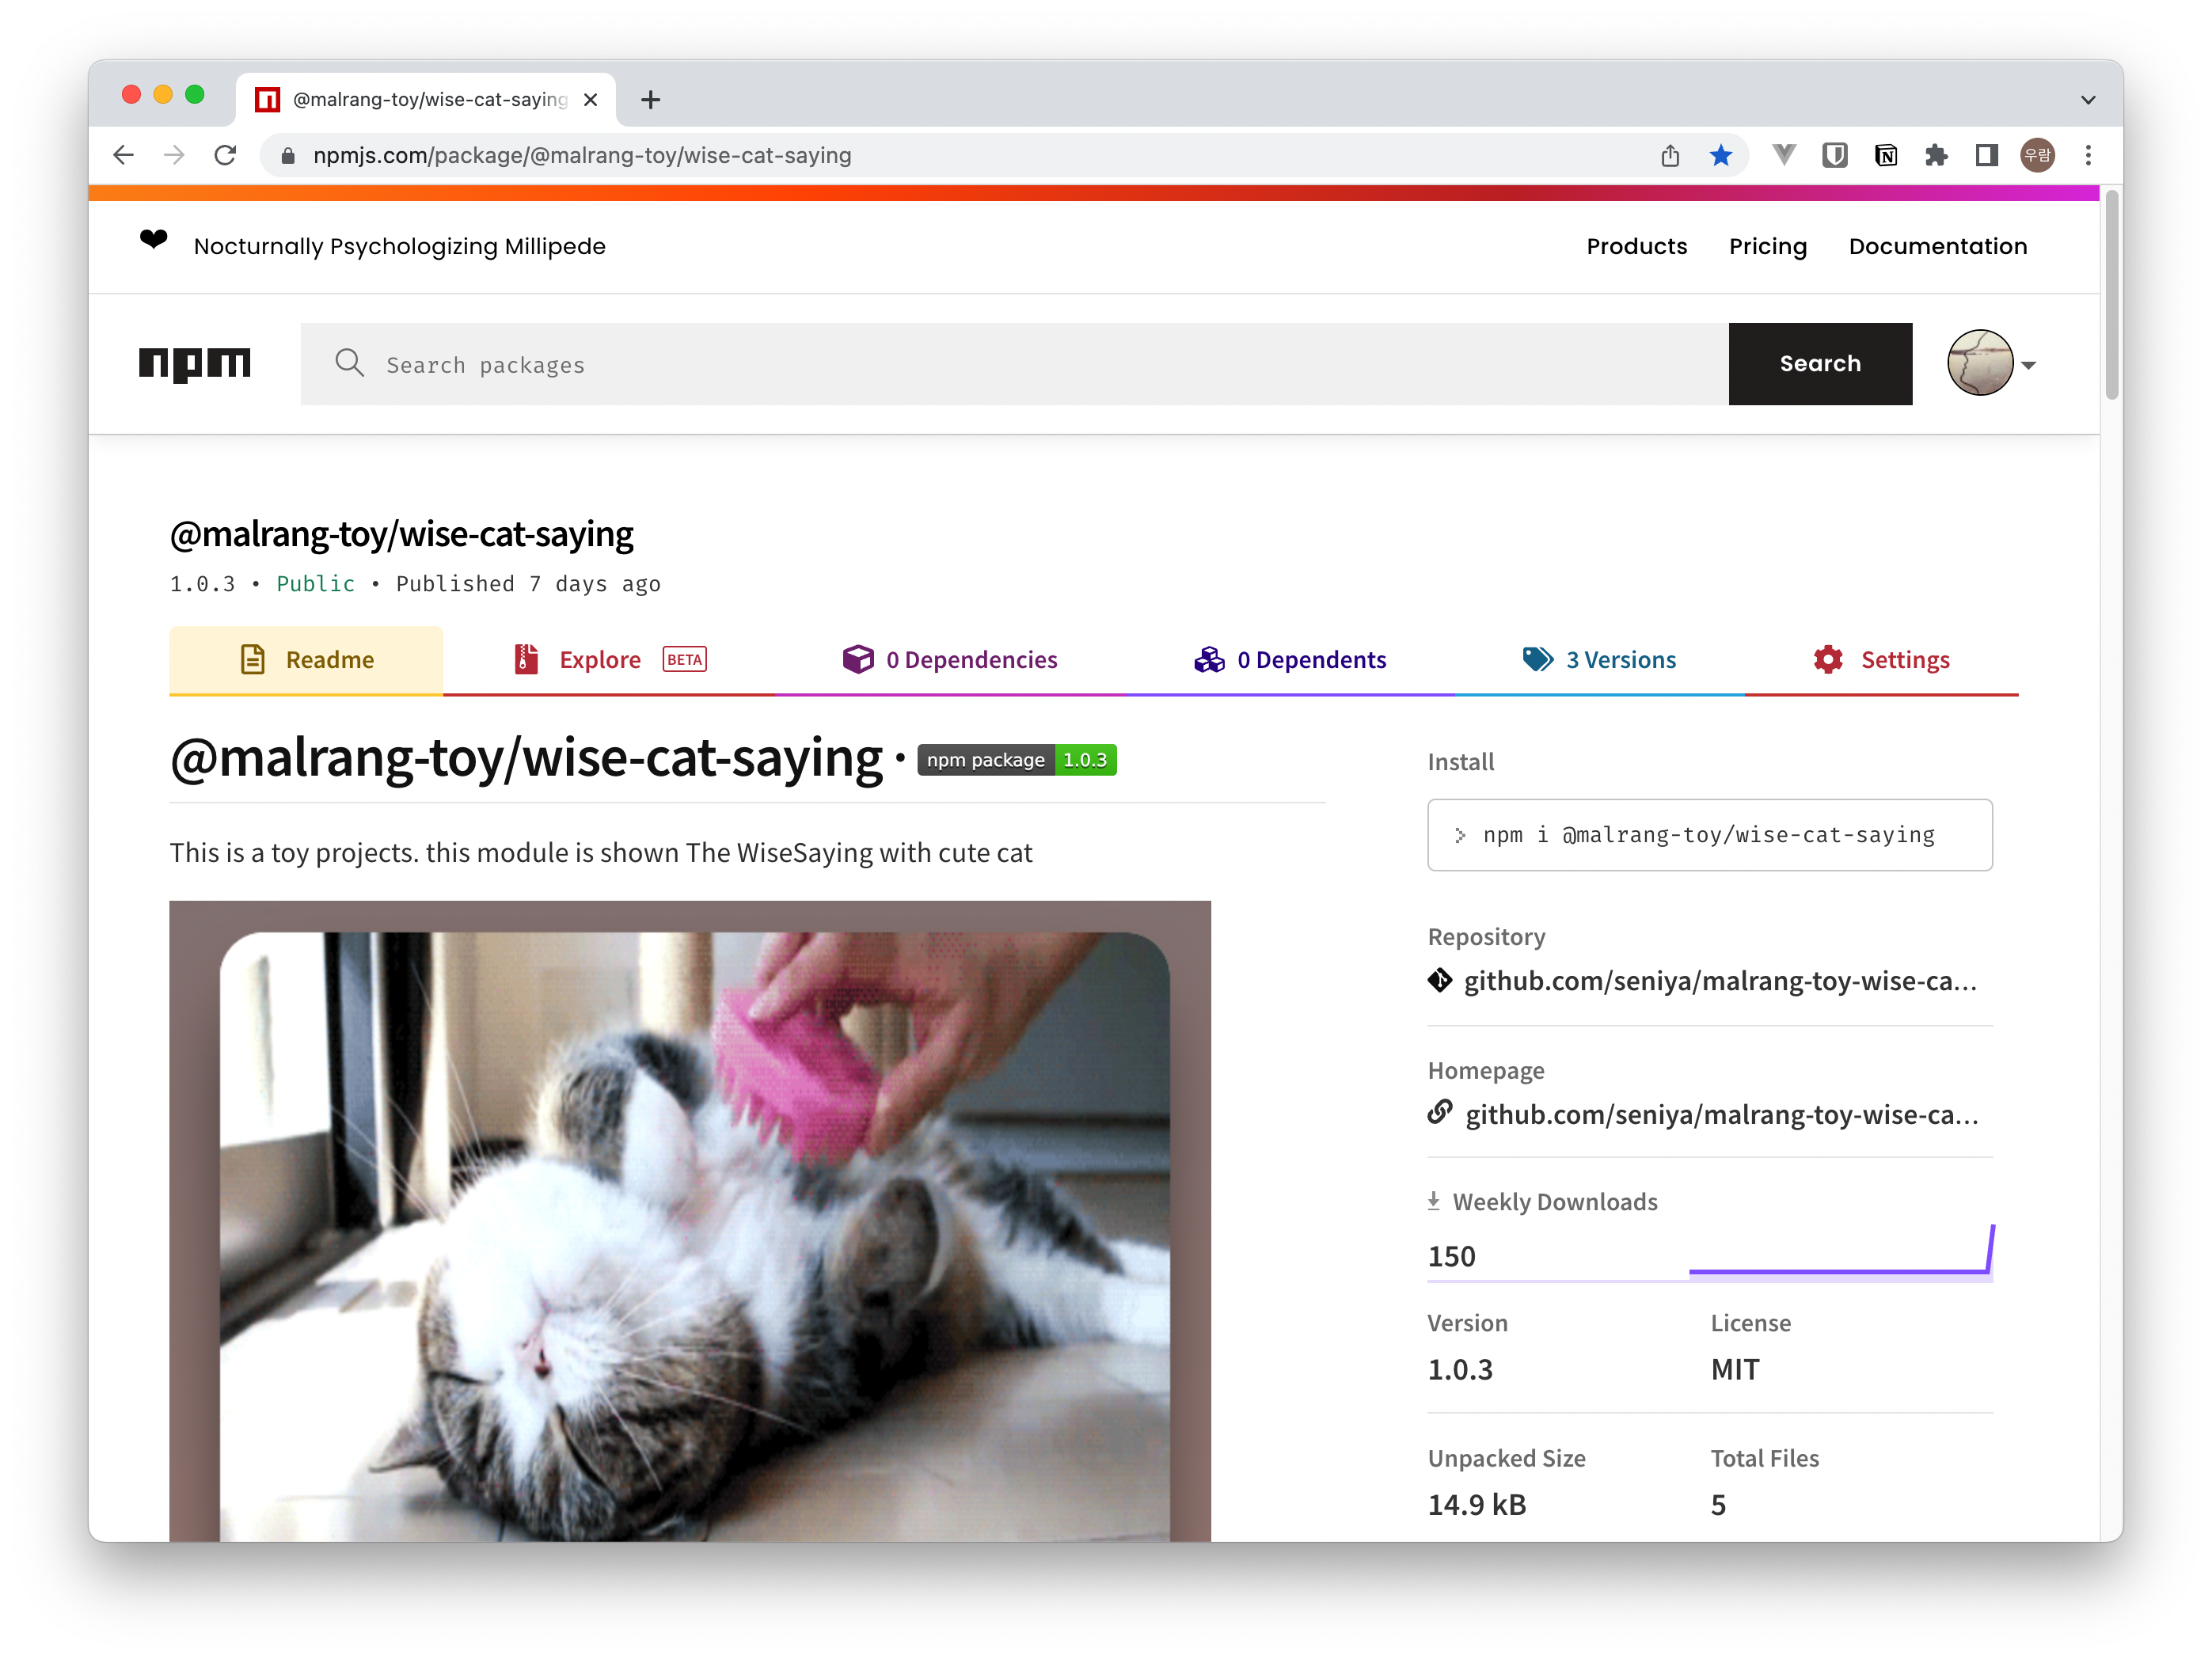 @malrang-toy/wise-cat-saying
npmjs.com/package/@malrang-toy/wise-cat-saying
우람
Nocturnally Psychologizing Millipede
Products Pricing Documentation
npm
Search packages
Search
@malrang-toy/wise-cat-saying
1.0.3 • Public • Published 7 days ago
Readme
Explore BETA
0 Dependencies
0 Dependents
3 Versions
Settings
@malrang-toy/wise-cat-saying · npm package 1.0.3
This is a toy projects. this module is shown The WiseSaying with cute cat
Install
> npm i @malrang-toy/wise-cat-saying
Repository
github.com/seniya/malrang-toy-wise-ca...
Homepage
github.com/seniya/malrang-toy-wise-ca...
Weekly Downloads
150
Version License
1.0.3 MIT
Unpacked Size Total Files
14.9 kB 5